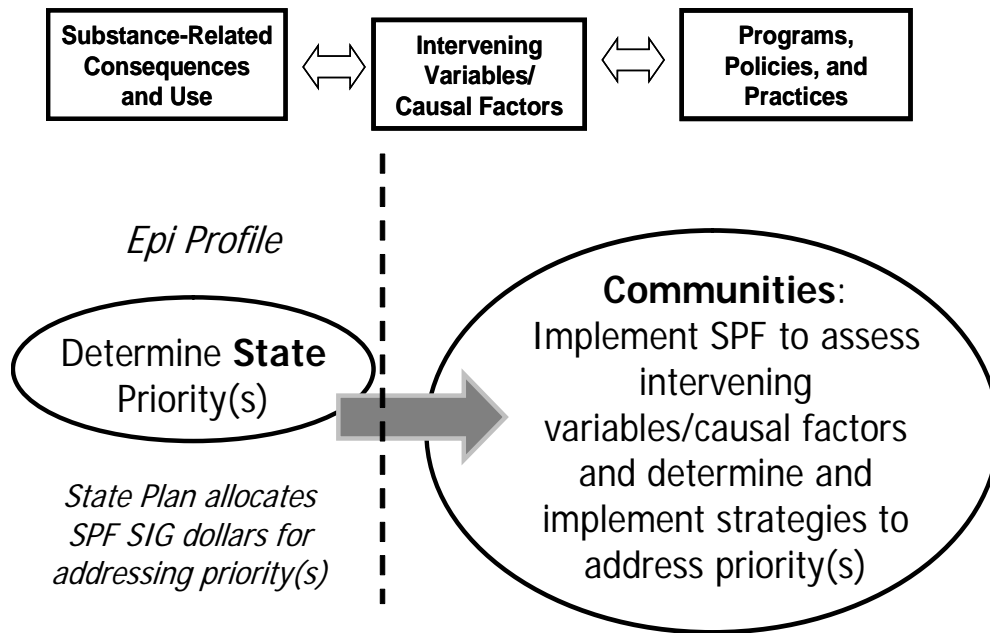 Substance-Related
Consequences
and Use
Intervening
Variables/
Causal Factors
Programs,
Policies, and
Practices
Epi Profile
Determine State
Priority(s)
State Plan allocates
SPF SIG dollars for
addressing priority(s)
Communities:
Implement SPF to assess
intervening
variables/causal factors
and determine and
implement strategies to
address priority(s)